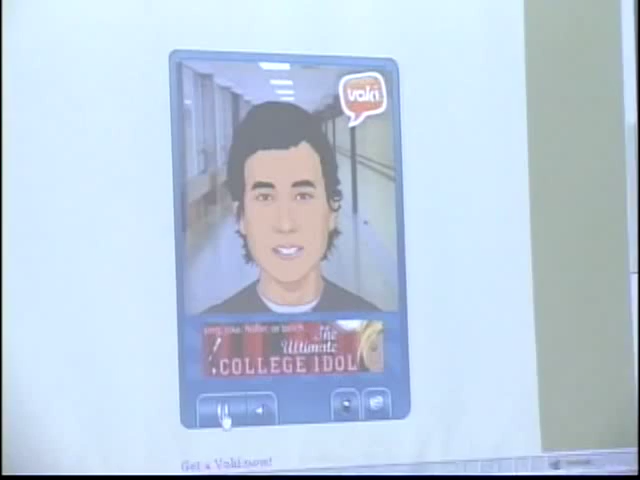 voki
The
Ultimate
COLLEGE IDOL
Get a Voki now!